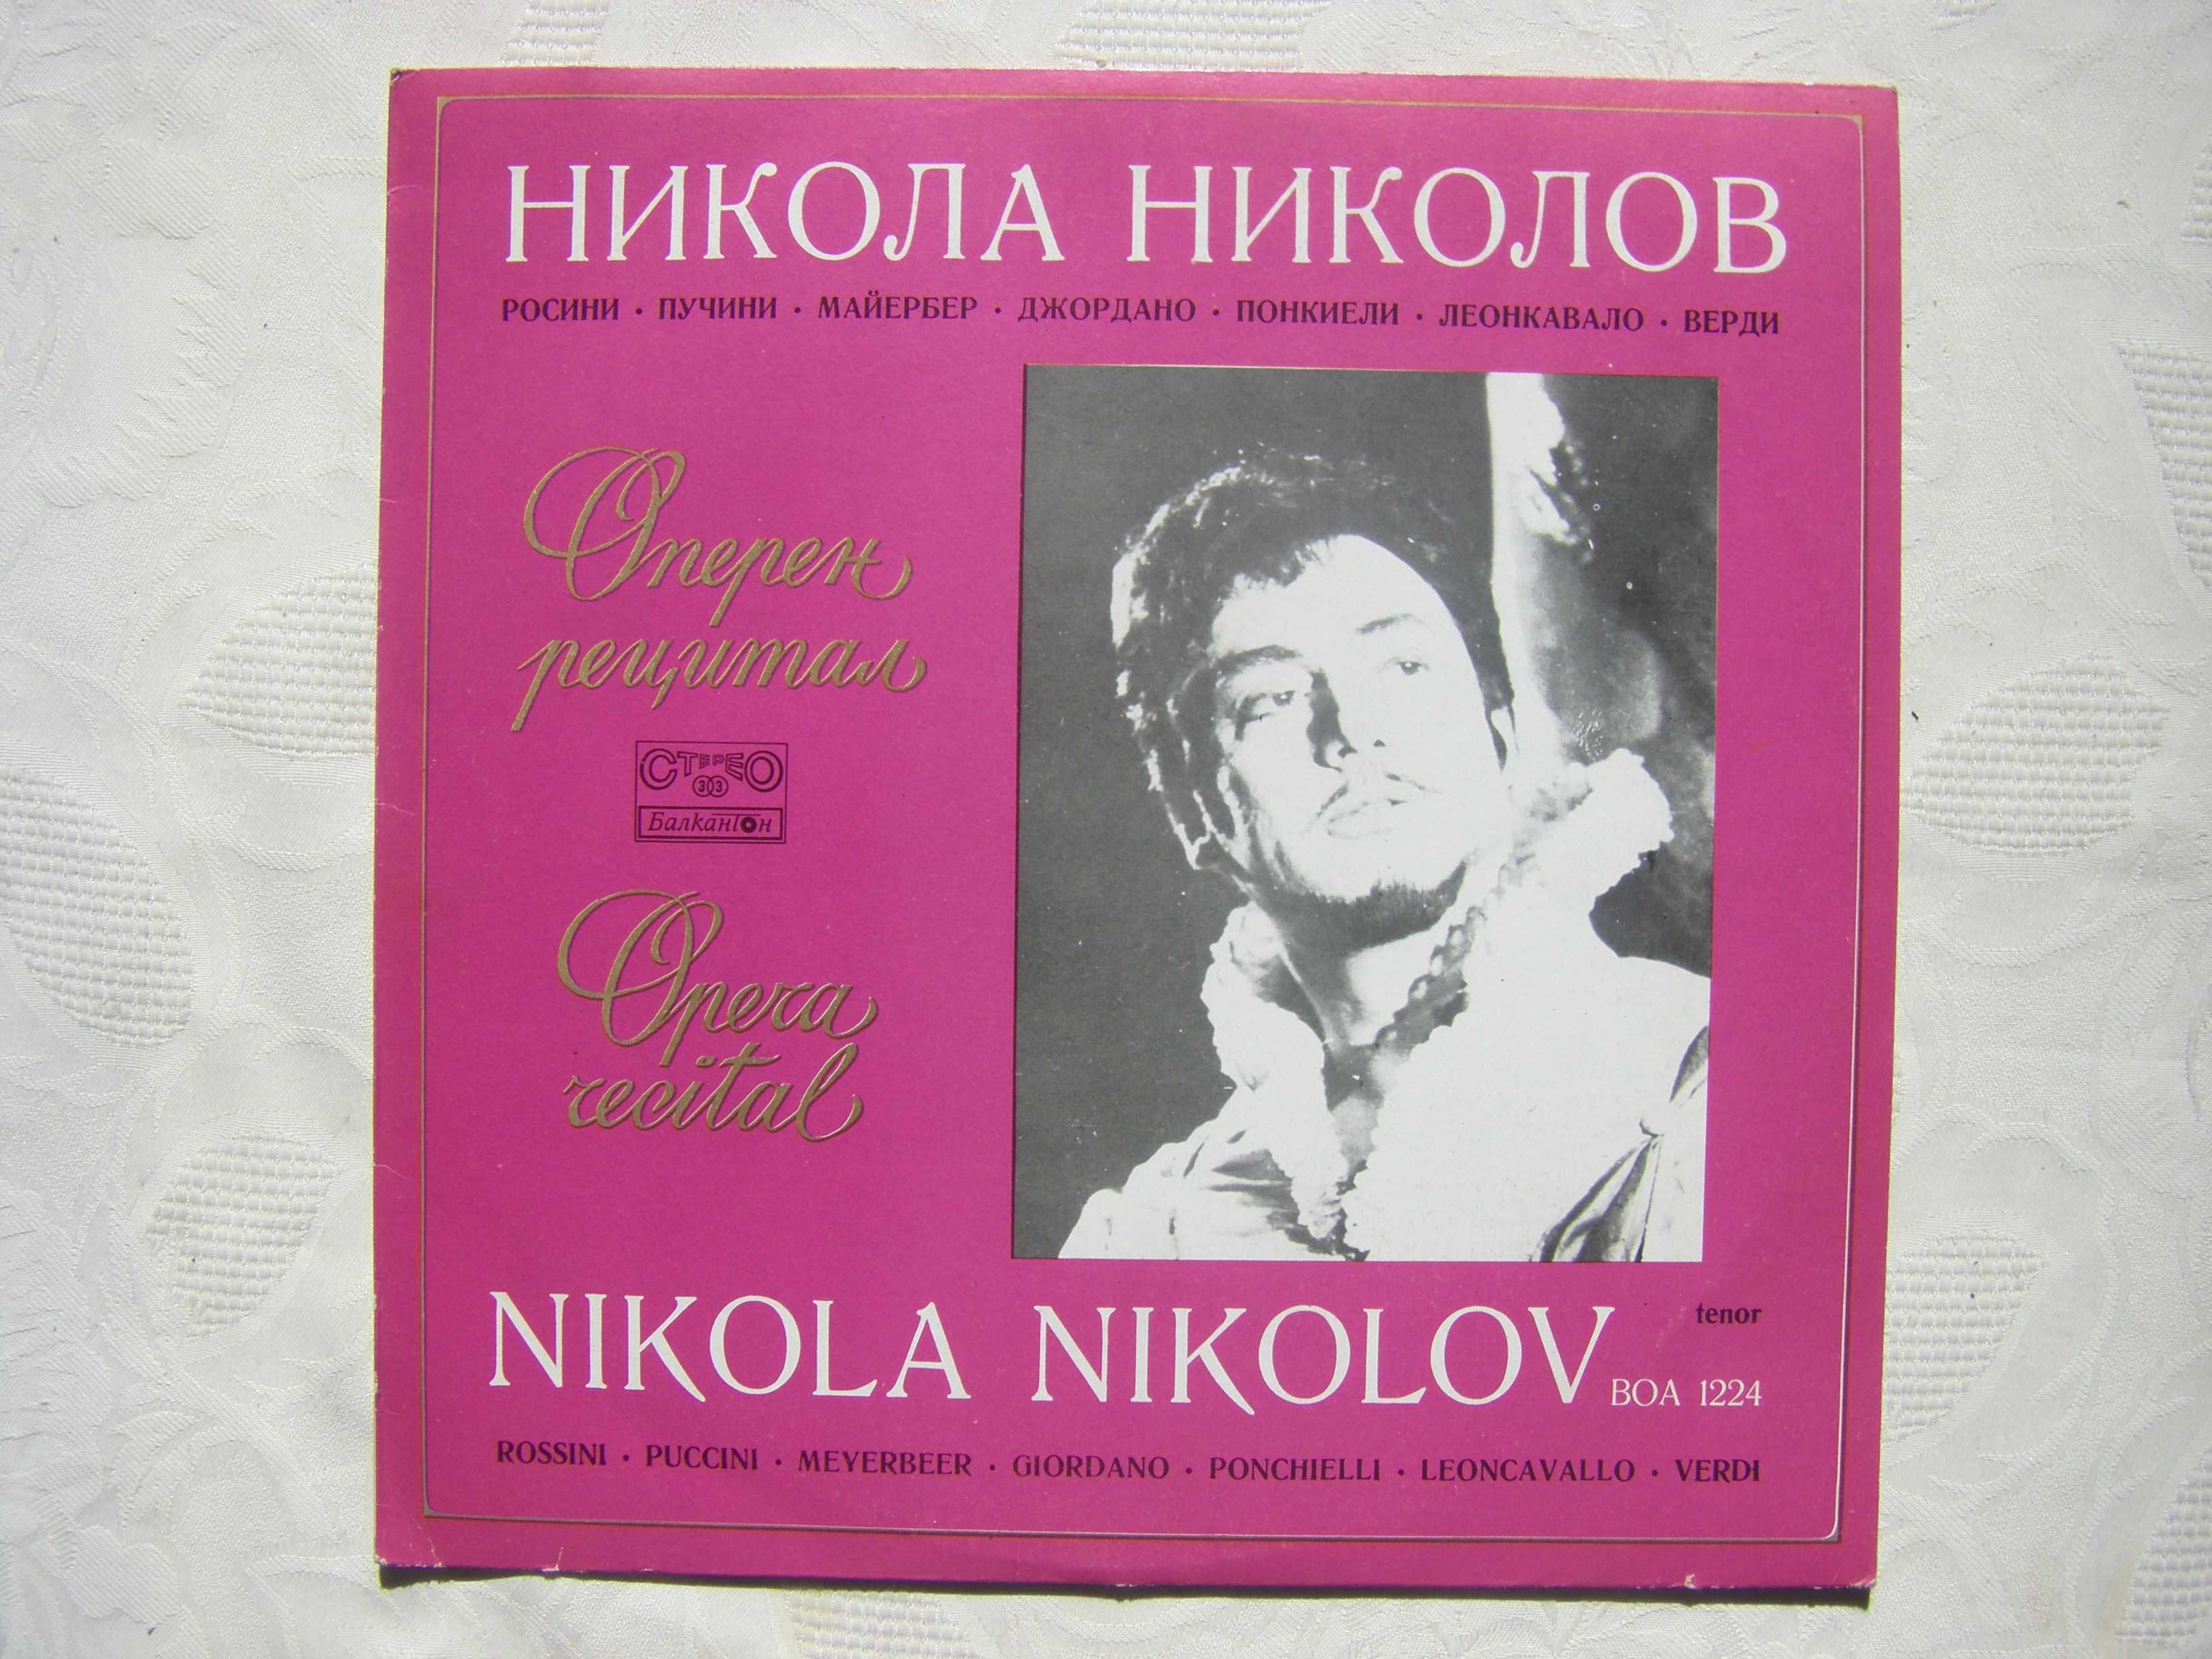 НИКОЛА НИКОЛОВ
РОСИНИ · ПУЧИНИ · МАЙЕРБЕР · ДЖОРДАНО · ПОНКИЕЛИ · ЛЕОНКАВАЛО · ВЕРДИ
Оперен
рецитал
СТЕРЕО
33
Балкантон
Opera
recital
NIKOLA NIKOLOV
tenor
ВОА 1224
ROSSINI · PUCCINI · MEYERBEER · GIORDANO · PONCHIELLI · LEONCAVALLO · VERDI